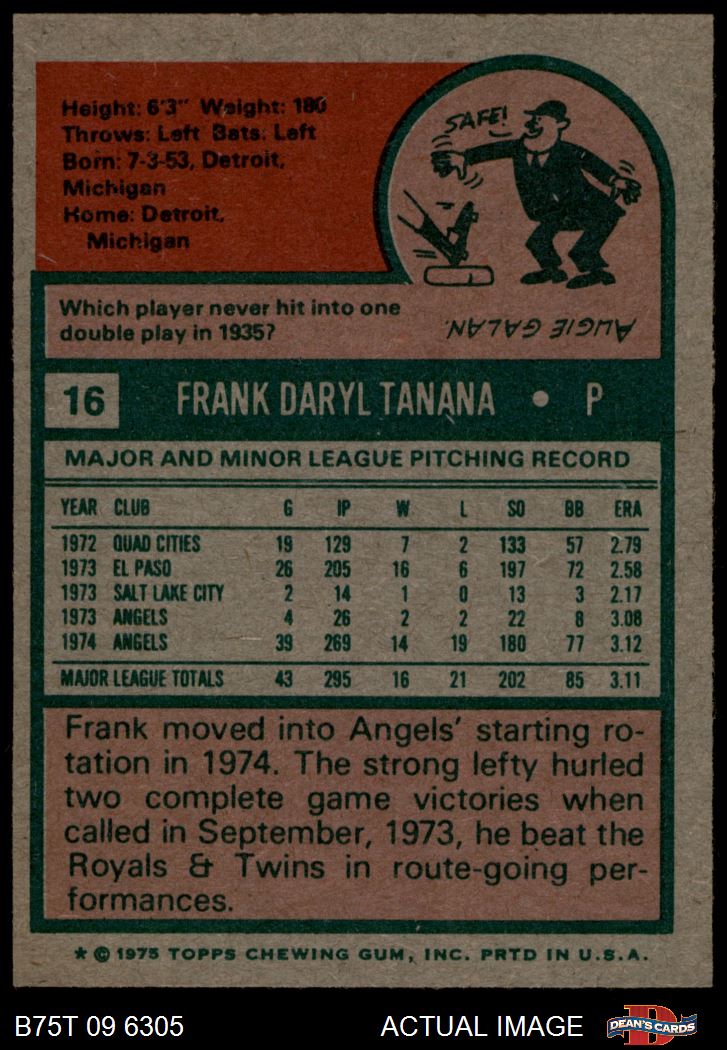 Height: 6'3" Weight: 180
Throws: Left Bats: Left
Born: 7-3-53, Detroit,
Michigan
Home: Detroit,
Michigan
SAFE!
Which player never hit into one
double play in 1935?
AUGIE GALAN.
16 FRANK DARYL TANANA • P
MAJOR AND MINOR LEAGUE PITCHING RECORD
YEAR CLUB G IP W L SO BB ERA
1972 QUAD CITIES 19 129 7 2 133 57 2.79
1973 EL PASO 26 205 16 6 197 72 2.58
1973 SALT LAKE CITY 2 14 1 0 13 3 2.17
1973 ANGELS 4 26 2 2 22 8 3.08
1974 ANGELS 39 269 14 19 180 77 3.12
MAJOR LEAGUE TOTALS 43 295 16 21 202 85 3.11
Frank moved into Angels' starting ro-
tation in 1974. The strong lefty hurled
two complete game victories when
called in September, 1973, he beat the
Royals & Twins in route-going per-
formances.
* © 1975 TOPPS CHEWING GUM, INC. PRTD IN U.S.A.
B75T 09 6305 ACTUAL IMAGE D DEAN'S CARDS